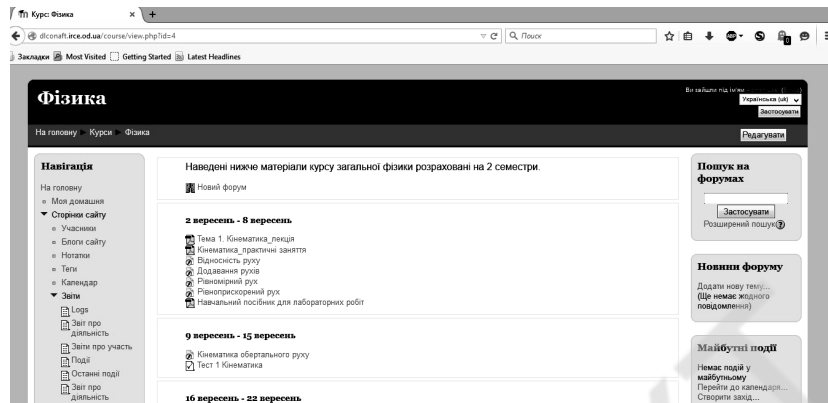 Курс: Фізика
dlconaft.irce.od.ua/course/view.php?id=4
Поиск
Закладки Most Visited Getting Started Latest Headlines
Фізика
Ви зайшли під ім'ям
Українська (uk)
Застосувати
На головну Курси Фізика
Редагувати
Навігація
На головну
Моя домашня
Сторінки сайту
Учасники
Блоги сайту
Нотатки
Теги
Календар
Звіти
Logs
Звіт про
діяльність
Звіти про участь
Події
Останні події
Звіт про
діяльність
Наведені нижче матеріали курсу загальної фізики розраховані на 2 семестри.
Новий форум
2 вересень - 8 вересень
Тема 1. Кінематика_лекція
Кінематика_практичні заняття
Відносність руху
Додавання рухів
Рівномірний рух
Рівноприскорений рух
Навчальний посібник для лабораторних робіт
9 вересень - 15 вересень
Кінематика обертального руху
Тест 1 Кінематика
16 вересень - 22 вересень
Пошук на
форумах
Застосувати
Розширений пошук
Новини форуму
Додати нову тему...
(Ще немає жодного
повідомлення)
Майбутні події
Немає подій у
майбутньому
Перейти до календаря...
Створити захід...